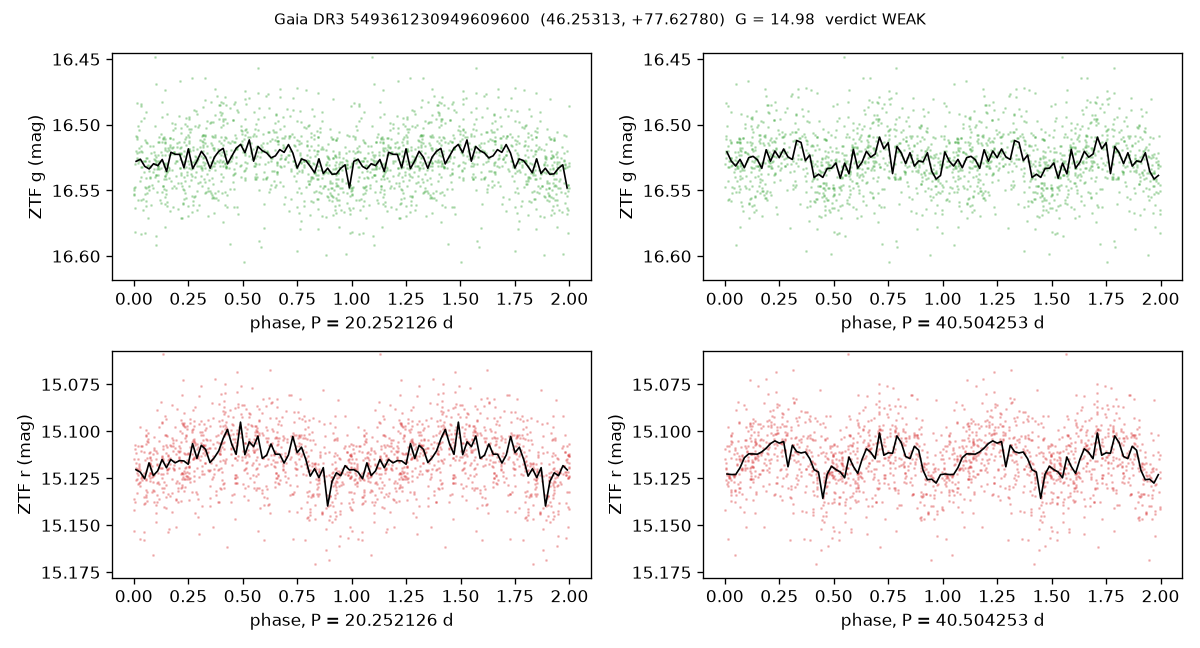 Gaia DR3 549361230949609600 (46.25313, +77.62780) G = 14.98 verdict WEAK
16.45
16.50
16.55
16.60
ZTF g (mag)
0.00 0.25 0.50 0.75 1.00 1.25 1.50 1.75 2.00
phase, P = 20.252126 d
16.45
16.50
16.55
16.60
ZTF g (mag)
0.00 0.25 0.50 0.75 1.00 1.25 1.50 1.75 2.00
phase, P = 40.504253 d
15.075
15.100
15.125
15.150
15.175
ZTF r (mag)
0.00 0.25 0.50 0.75 1.00 1.25 1.50 1.75 2.00
phase, P = 20.252126 d
15.075
15.100
15.125
15.150
15.175
ZTF r (mag)
0.00 0.25 0.50 0.75 1.00 1.25 1.50 1.75 2.00
phase, P = 40.504253 d